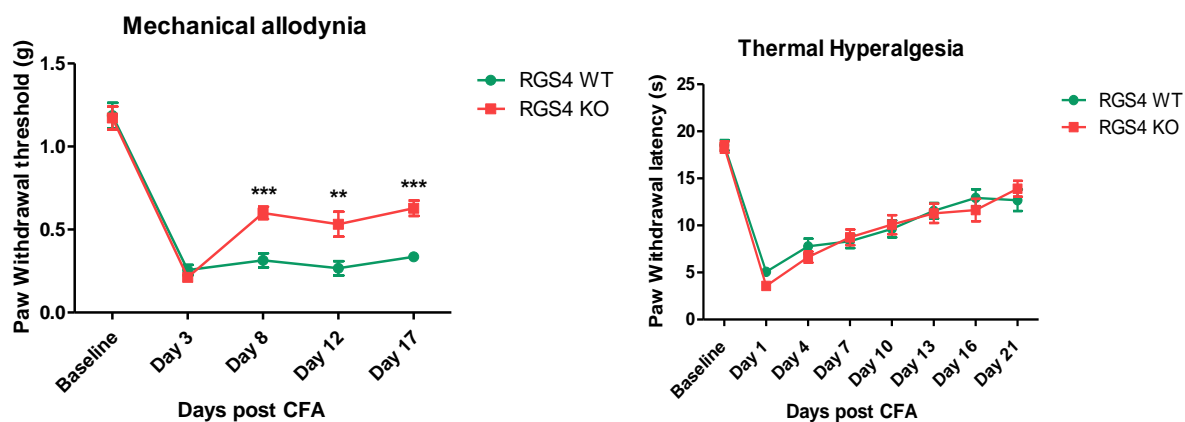 Mechanical allodynia
Paw Withdrawal threshold (g)
1.5
1.0
0.5
0.0
***
**
***
Baseline
Day 3
Day 8
Day 12
Day 17
Days post CFA
RGS4 WT
RGS4 KO
Thermal Hyperalgesia
Paw Withdrawal latency (s)
25
20
15
10
5
0
Baseline
Day 1
Day 4
Day 7
Day 10
Day 13
Day 16
Day 21
Days post CFA
RGS4 WT
RGS4 KO